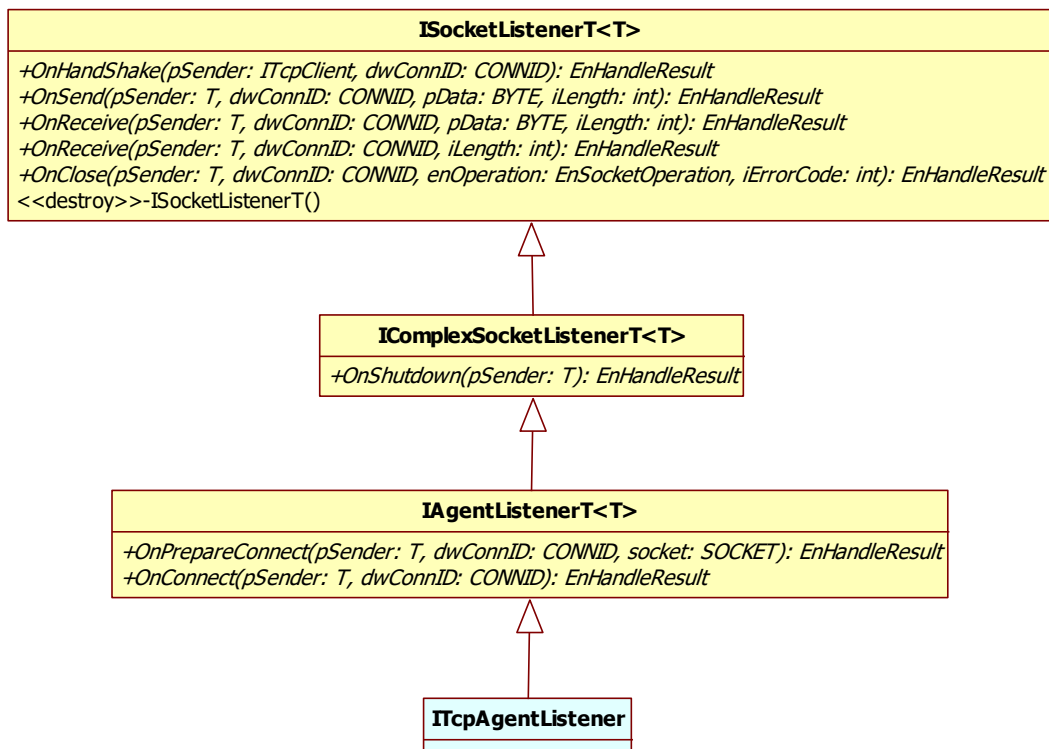 ISocketListenerT<T>
+OnHandShake(pSender: ITcpClient, dwConnID: CONNID): EnHandleResult
+OnSend(pSender: T, dwConnID: CONNID, pData: BYTE, iLength: int): EnHandleResult
+OnReceive(pSender: T, dwConnID: CONNID, pData: BYTE, iLength: int): EnHandleResult
+OnReceive(pSender: T, dwConnID: CONNID, iLength: int): EnHandleResult
+OnClose(pSender: T, dwConnID: CONNID, enOperation: EnSocketOperation, iErrorCode: int): EnHandleResult
<<destroy>>-ISocketListenerT()
IComplexSocketListenerT<T>
+OnShutdown(pSender: T): EnHandleResult
IAgentListenerT<T>
+OnPrepareConnect(pSender: T, dwConnID: CONNID, socket: SOCKET): EnHandleResult
+OnConnect(pSender: T, dwConnID: CONNID): EnHandleResult
ITcpAgentListener